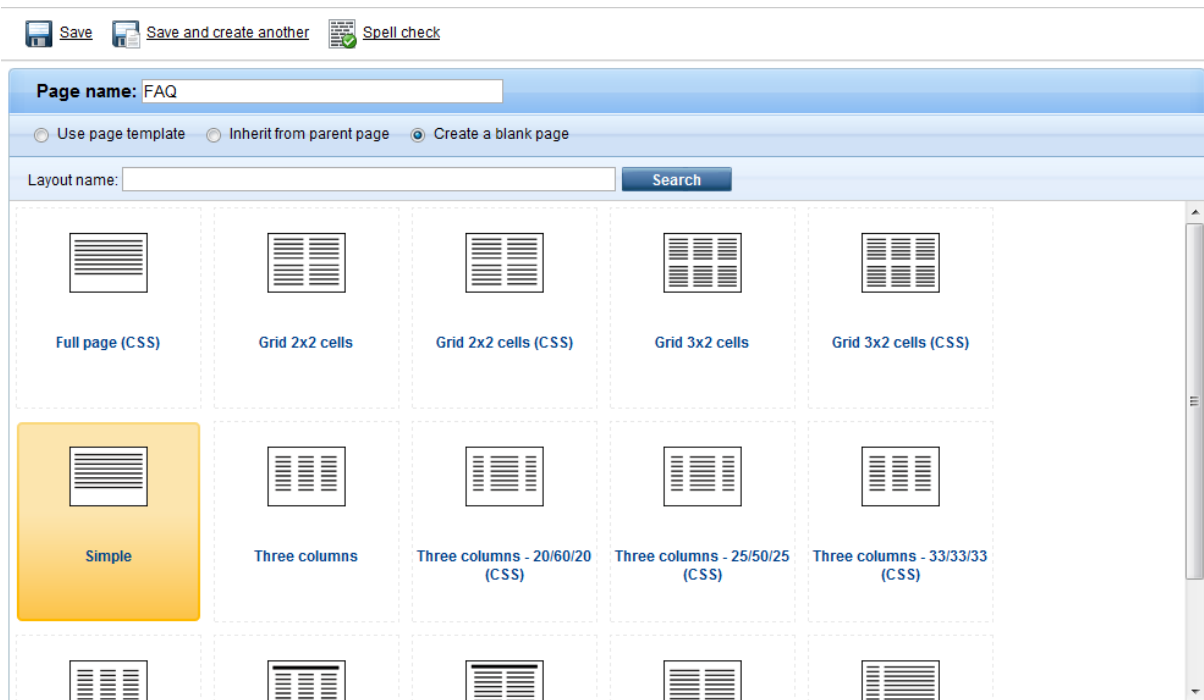 Save Save and create another Spell check
Page name: FAQ
Use page template Inherit from parent page Create a blank page
Layout name: Search
Full page (CSS) Grid 2x2 cells Grid 2x2 cells (CSS) Grid 3x2 cells Grid 3x2 cells (CSS)
Simple Three columns Three columns - 20/60/20 Three columns - 25/50/25 Three columns - 33/33/33
(CSS) (CSS) (CSS)